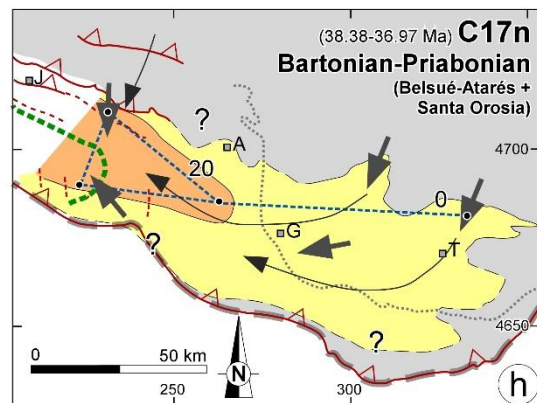 (38.38-36.97 Ma) C17n
Bartonian-Priabonian
(Belsué-Atarés +
Santa Orosia)
J
?
A
4700
20
0
G
T
?
?
4650
0 50 km
N
h
250 300